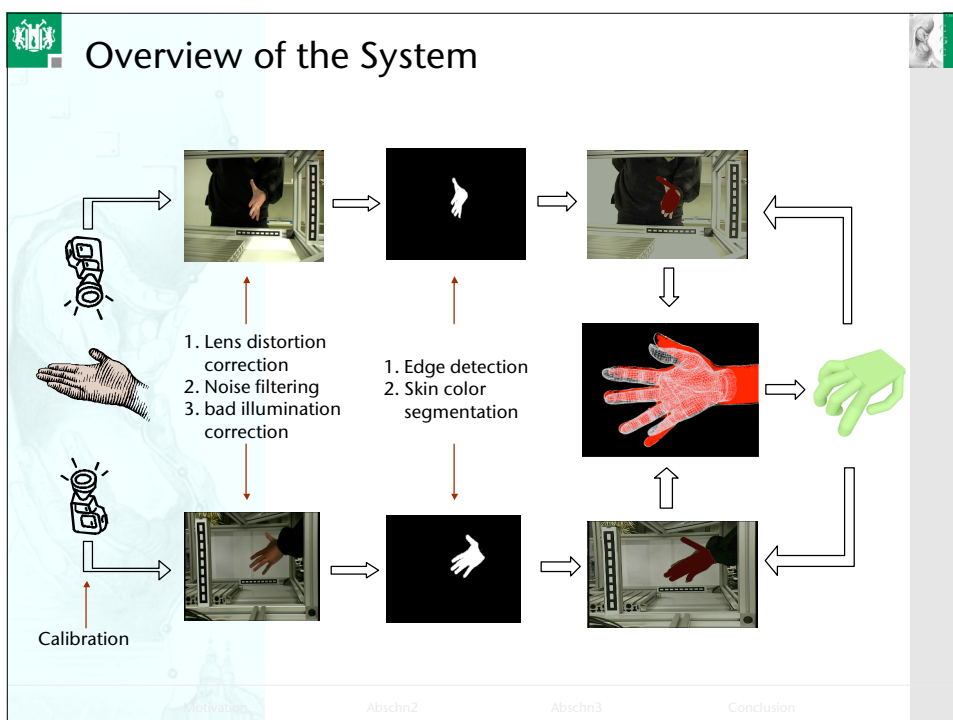 Overview of the System
1. Lens distortion
correction
2. Noise filtering
3. bad illumination
correction
1. Edge detection
2. Skin color
segmentation
Calibration
Motivation
Abschn2
Abschn3
Conclusion